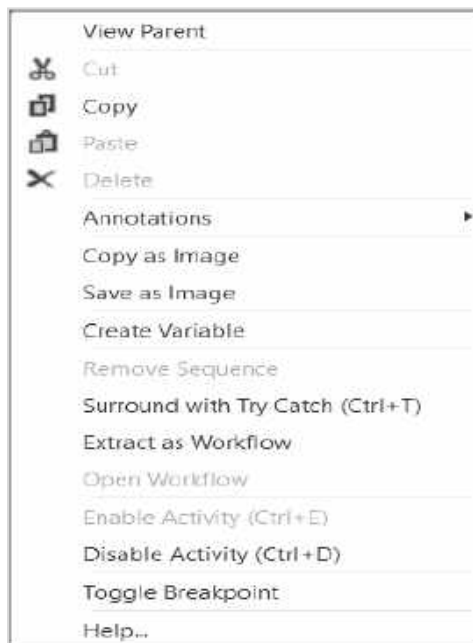 View Parent
Cut
Copy
Paste
Delete
Annotations
Copy as Image
Save as Image
Create Variable
Remove Sequence
Surround with Try Catch (Ctrl+T)
Extract as Workflow
Open Workflow
Enable Activity (Ctrl+E)
Disable Activity (Ctrl+D)
Toggle Breakpoint
Help...